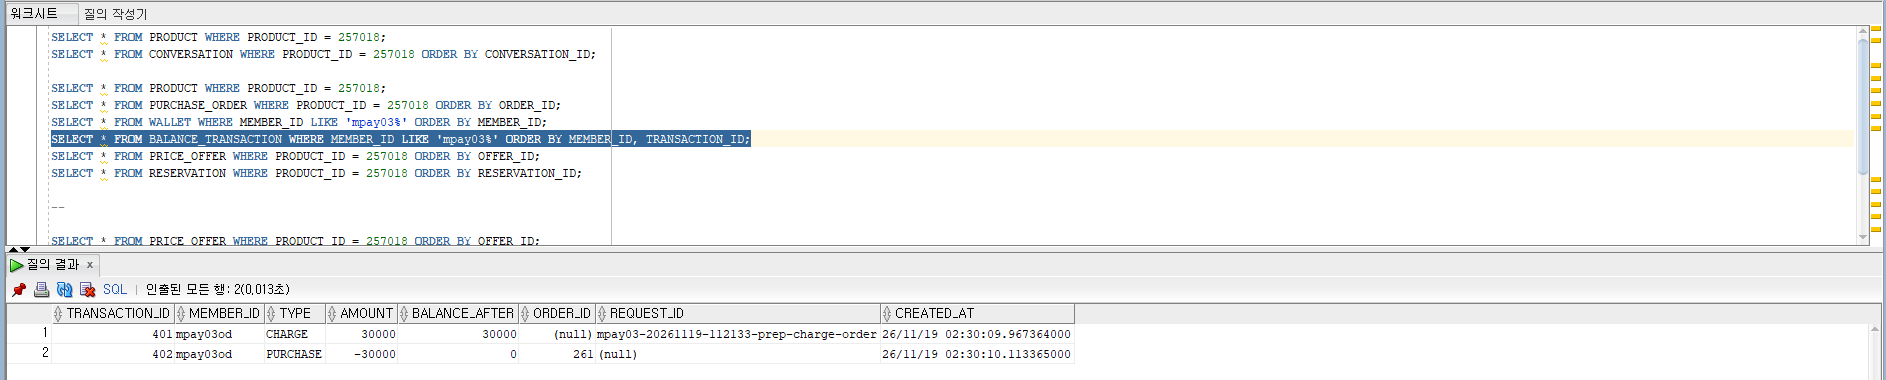 워크시트 질의 작성기
SELECT * FROM PRODUCT WHERE PRODUCT_ID = 257018;
SELECT * FROM CONVERSATION WHERE PRODUCT_ID = 257018 ORDER BY CONVERSATION_ID;
SELECT * FROM PRODUCT WHERE PRODUCT_ID = 257018;
SELECT * FROM PURCHASE_ORDER WHERE PRODUCT_ID = 257018 ORDER BY ORDER_ID;
SELECT * FROM WALLET WHERE MEMBER_ID LIKE 'mpay03%' ORDER BY MEMBER_ID;
SELECT * FROM BALANCE_TRANSACTION WHERE MEMBER_ID LIKE 'mpay03%' ORDER BY MEMBER_ID, TRANSACTION_ID;
SELECT * FROM PRICE_OFFER WHERE PRODUCT_ID = 257018 ORDER BY OFFER_ID;
SELECT * FROM RESERVATION WHERE PRODUCT_ID = 257018 ORDER BY RESERVATION_ID;
--
SELECT * FROM PRICE_OFFER WHERE PRODUCT_ID = 257018 ORDER BY OFFER_ID;
질의 결과 x
SQL | 인출된 모든 행: 2(0,013초)
TRANSACTION_ID MEMBER_ID TYPE AMOUNT BALANCE_AFTER ORDER_ID REQUEST_ID CREATED_AT
1 401 mpay03od CHARGE 30000 30000 (null) mpay03-20261119-112133-prep-charge-order 26/11/19 02:30:09.967364000
2 402 mpay03od PURCHASE -30000 0 261 (null) 26/11/19 02:30:10.113365000